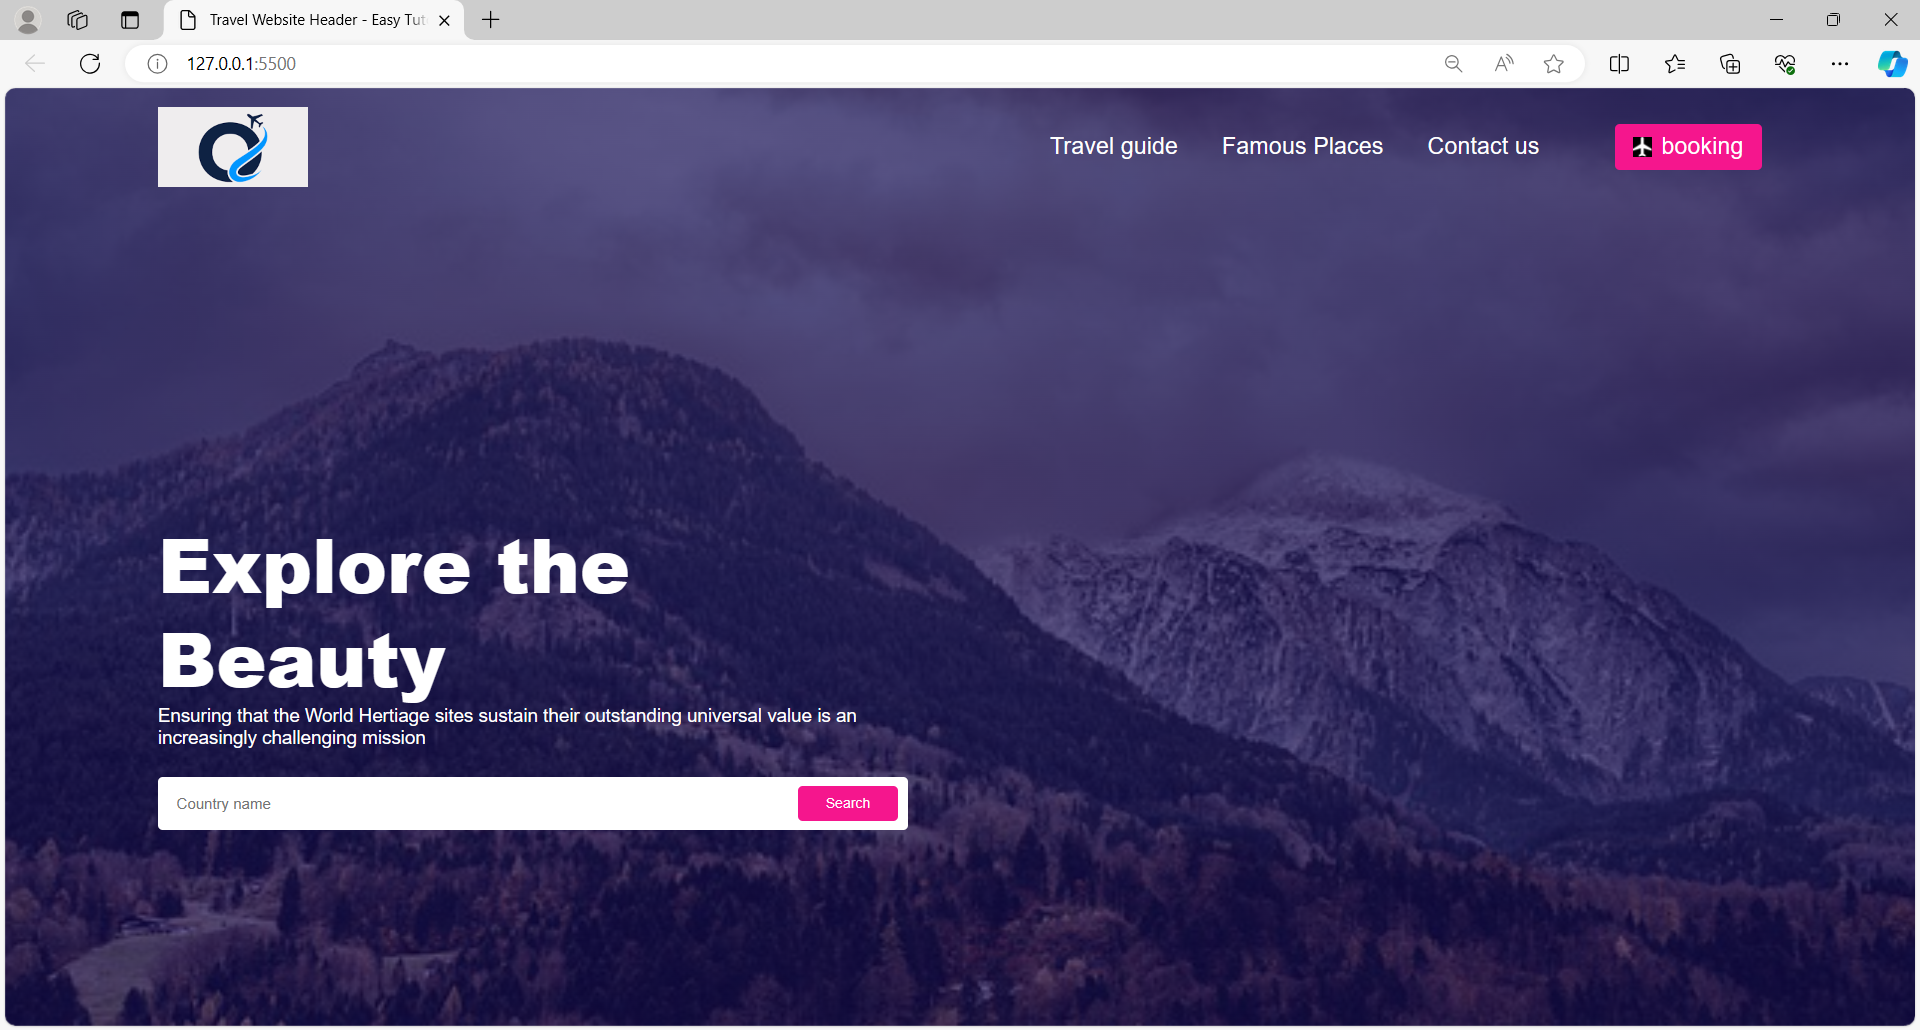 Travel Website Header - Easy Tut
127.0.0.1:5500
Travel guide
Famous Places
Contact us
booking
Explore the
Beauty
Ensuring that the World Hertiage sites sustain their outstanding universal value is an
increasingly challenging mission
Country name
Search